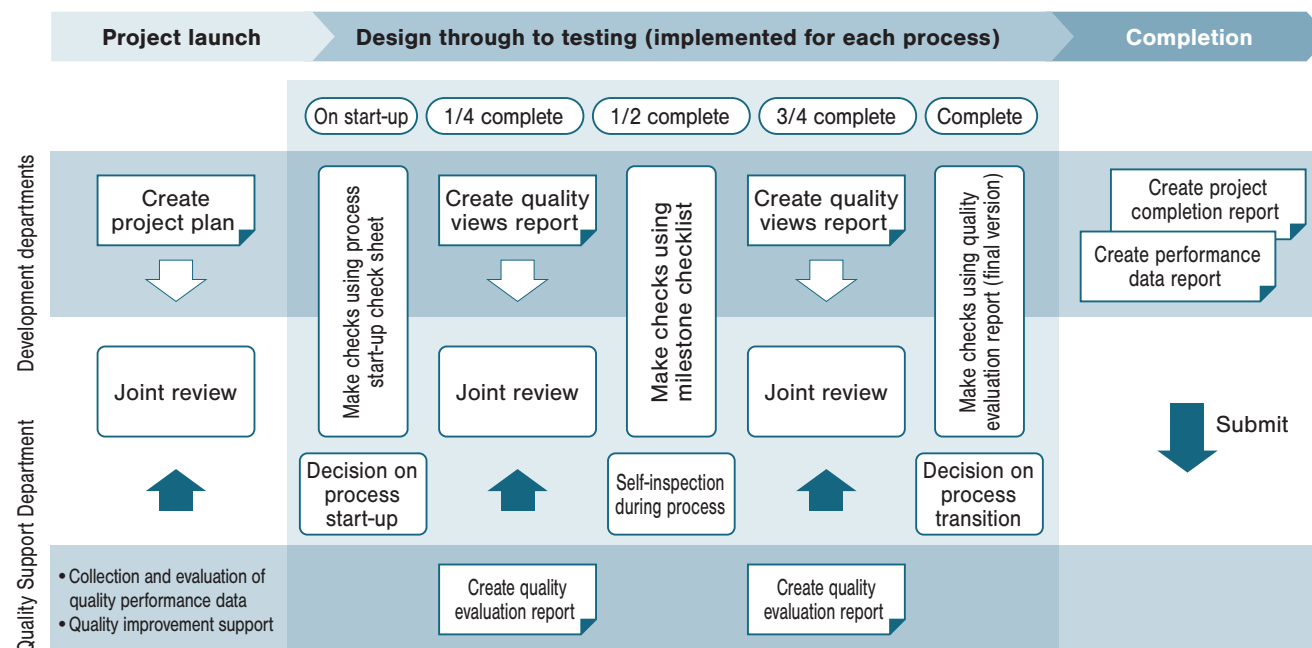 Project launch
Design through to testing (implemented for each process)
Completion
On start-up
1/4 complete
1/2 complete
3/4 complete
Complete
Development departments
Create
project plan
Make checks using process
start-up check sheet
Create quality
views report
Make checks using
milestone checklist
Create quality
views report
Make checks using quality
evaluation report (final version)
Create project
completion report
Create performance
data report
Joint review
Joint review
Joint review
Submit
Quality Support Department
Decision on
process
start-up
Self-inspection
during process
Decision on
process
transition
• Collection and evaluation of
quality performance data
• Quality improvement support
Create quality
evaluation report
Create quality
evaluation report